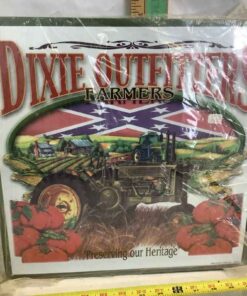 DIXIE OUTFITTERS
FARMERS
"Preserving our Heritage"